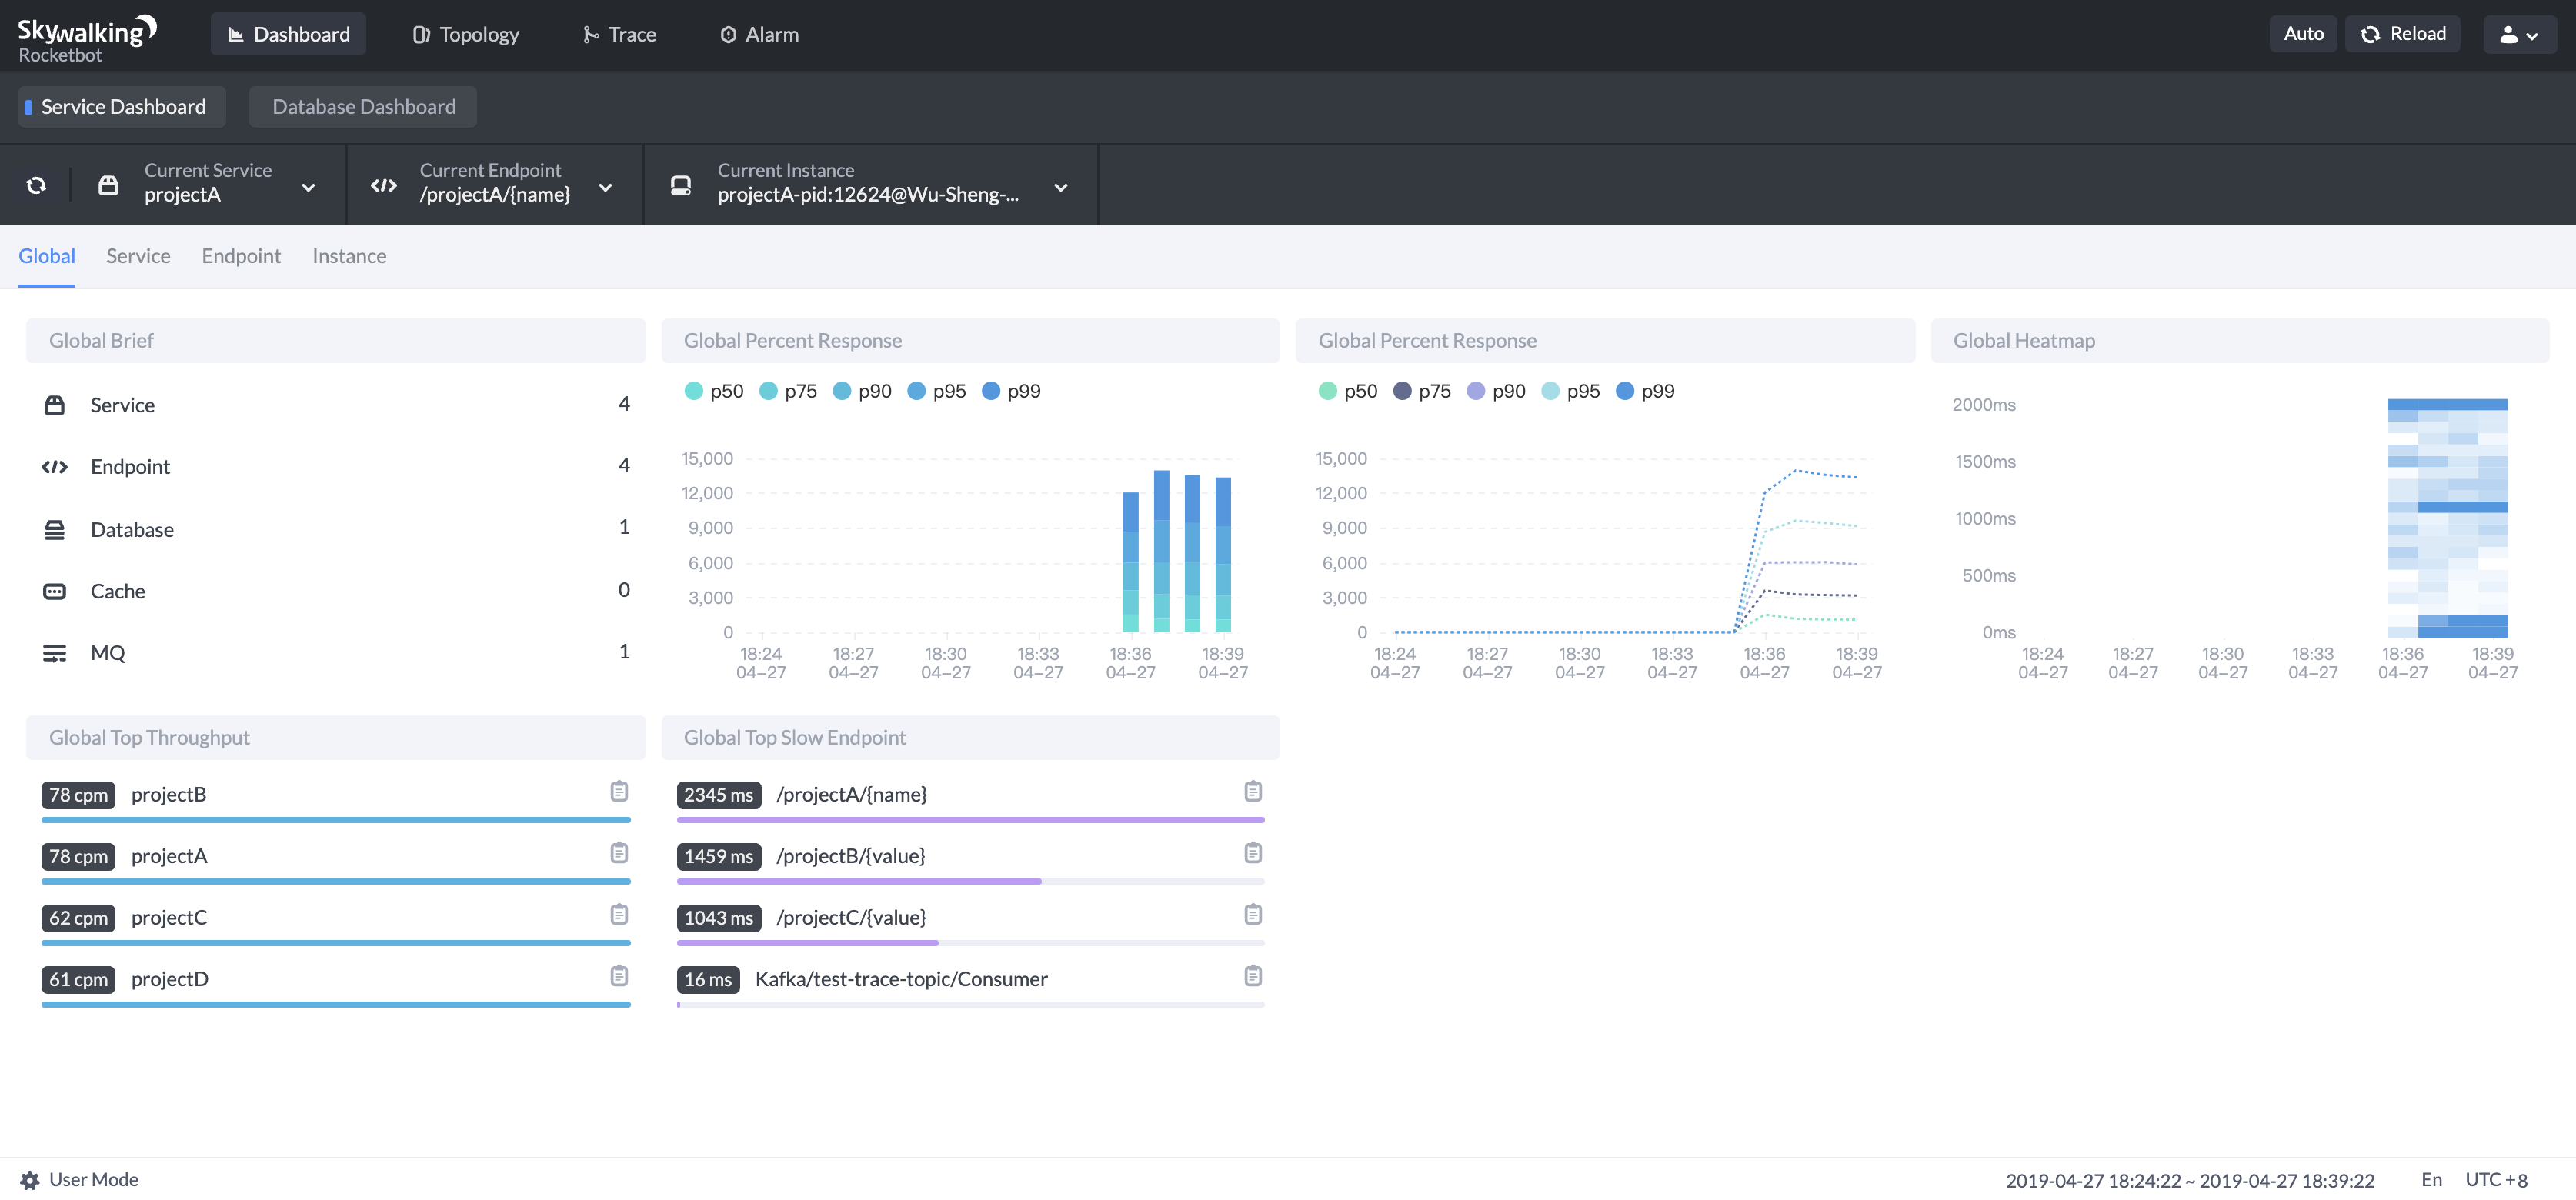 Skywalking
Rocketbot
Dashboard
Topology
Trace
Alarm
Auto
Reload
Service Dashboard
Database Dashboard
Current Service
projectA
Current Endpoint
/projectA/{name}
Current Instance
projectA-pid:12624@Wu-Sheng-...
Global
Service
Endpoint
Instance
Global Brief
Service
4
Endpoint
4
Database
1
Cache
0
MQ
1
Global Percent Response
p50 p75 p90 p95 p99
15,000
12,000
9,000
6,000
3,000
0
18:24 18:27 18:30 18:33 18:36 18:39
04–27 04–27 04–27 04–27 04–27 04–27
Global Percent Response
p50 p75 p90 p95 p99
15,000
12,000
9,000
6,000
3,000
0
18:24 18:27 18:30 18:33 18:36 18:39
04–27 04–27 04–27 04–27 04–27 04–27
Global Heatmap
2000ms
1500ms
1000ms
500ms
0ms
18:24 18:27 18:30 18:33 18:36 18:39
04–27 04–27 04–27 04–27 04–27 04–27
Global Top Throughput
78 cpm projectB
78 cpm projectA
62 cpm projectC
61 cpm projectD
Global Top Slow Endpoint
2345 ms /projectA/{name}
1459 ms /projectB/{value}
1043 ms /projectC/{value}
16 ms Kafka/test-trace-topic/Consumer
User Mode
2019-04-27 18:24:22 ~ 2019-04-27 18:39:22
En
UTC +8